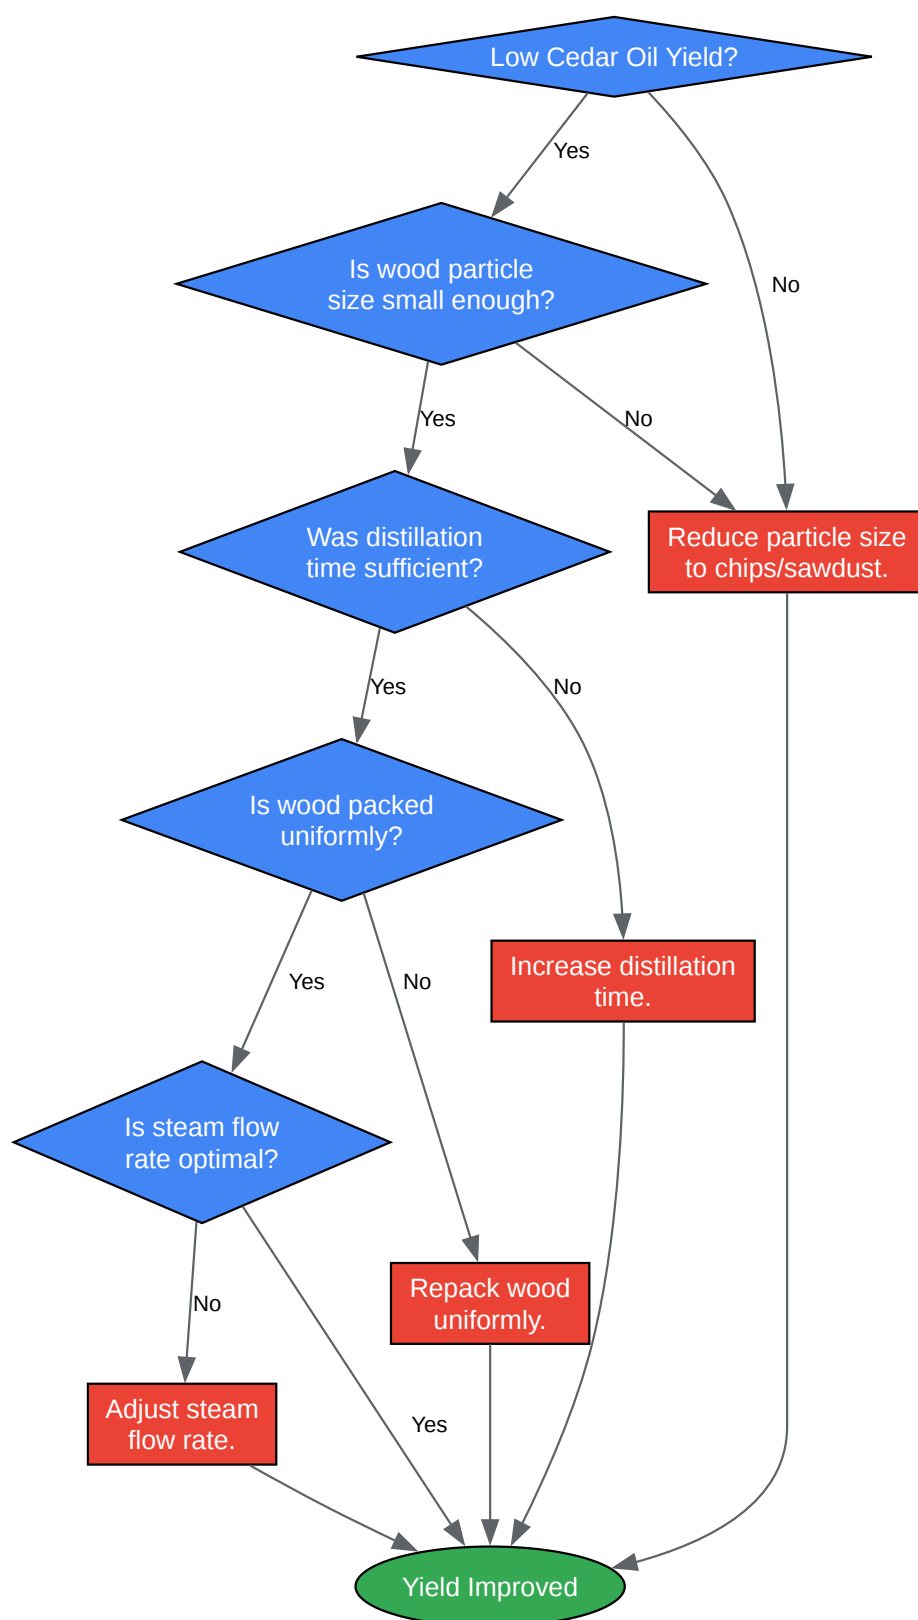 Low Cedar Oil Yield?
Yes
No
Is wood particle
size small enough?
Yes
No
Was distillation
time sufficient?
Reduce particle size
to chips/sawdust.
Yes
No
Is wood packed
uniformly?
Yes
No
Increase distillation
time.
Is steam flow
rate optimal?
No
Yes
Repack wood
uniformly.
Adjust steam
flow rate.
Yield Improved